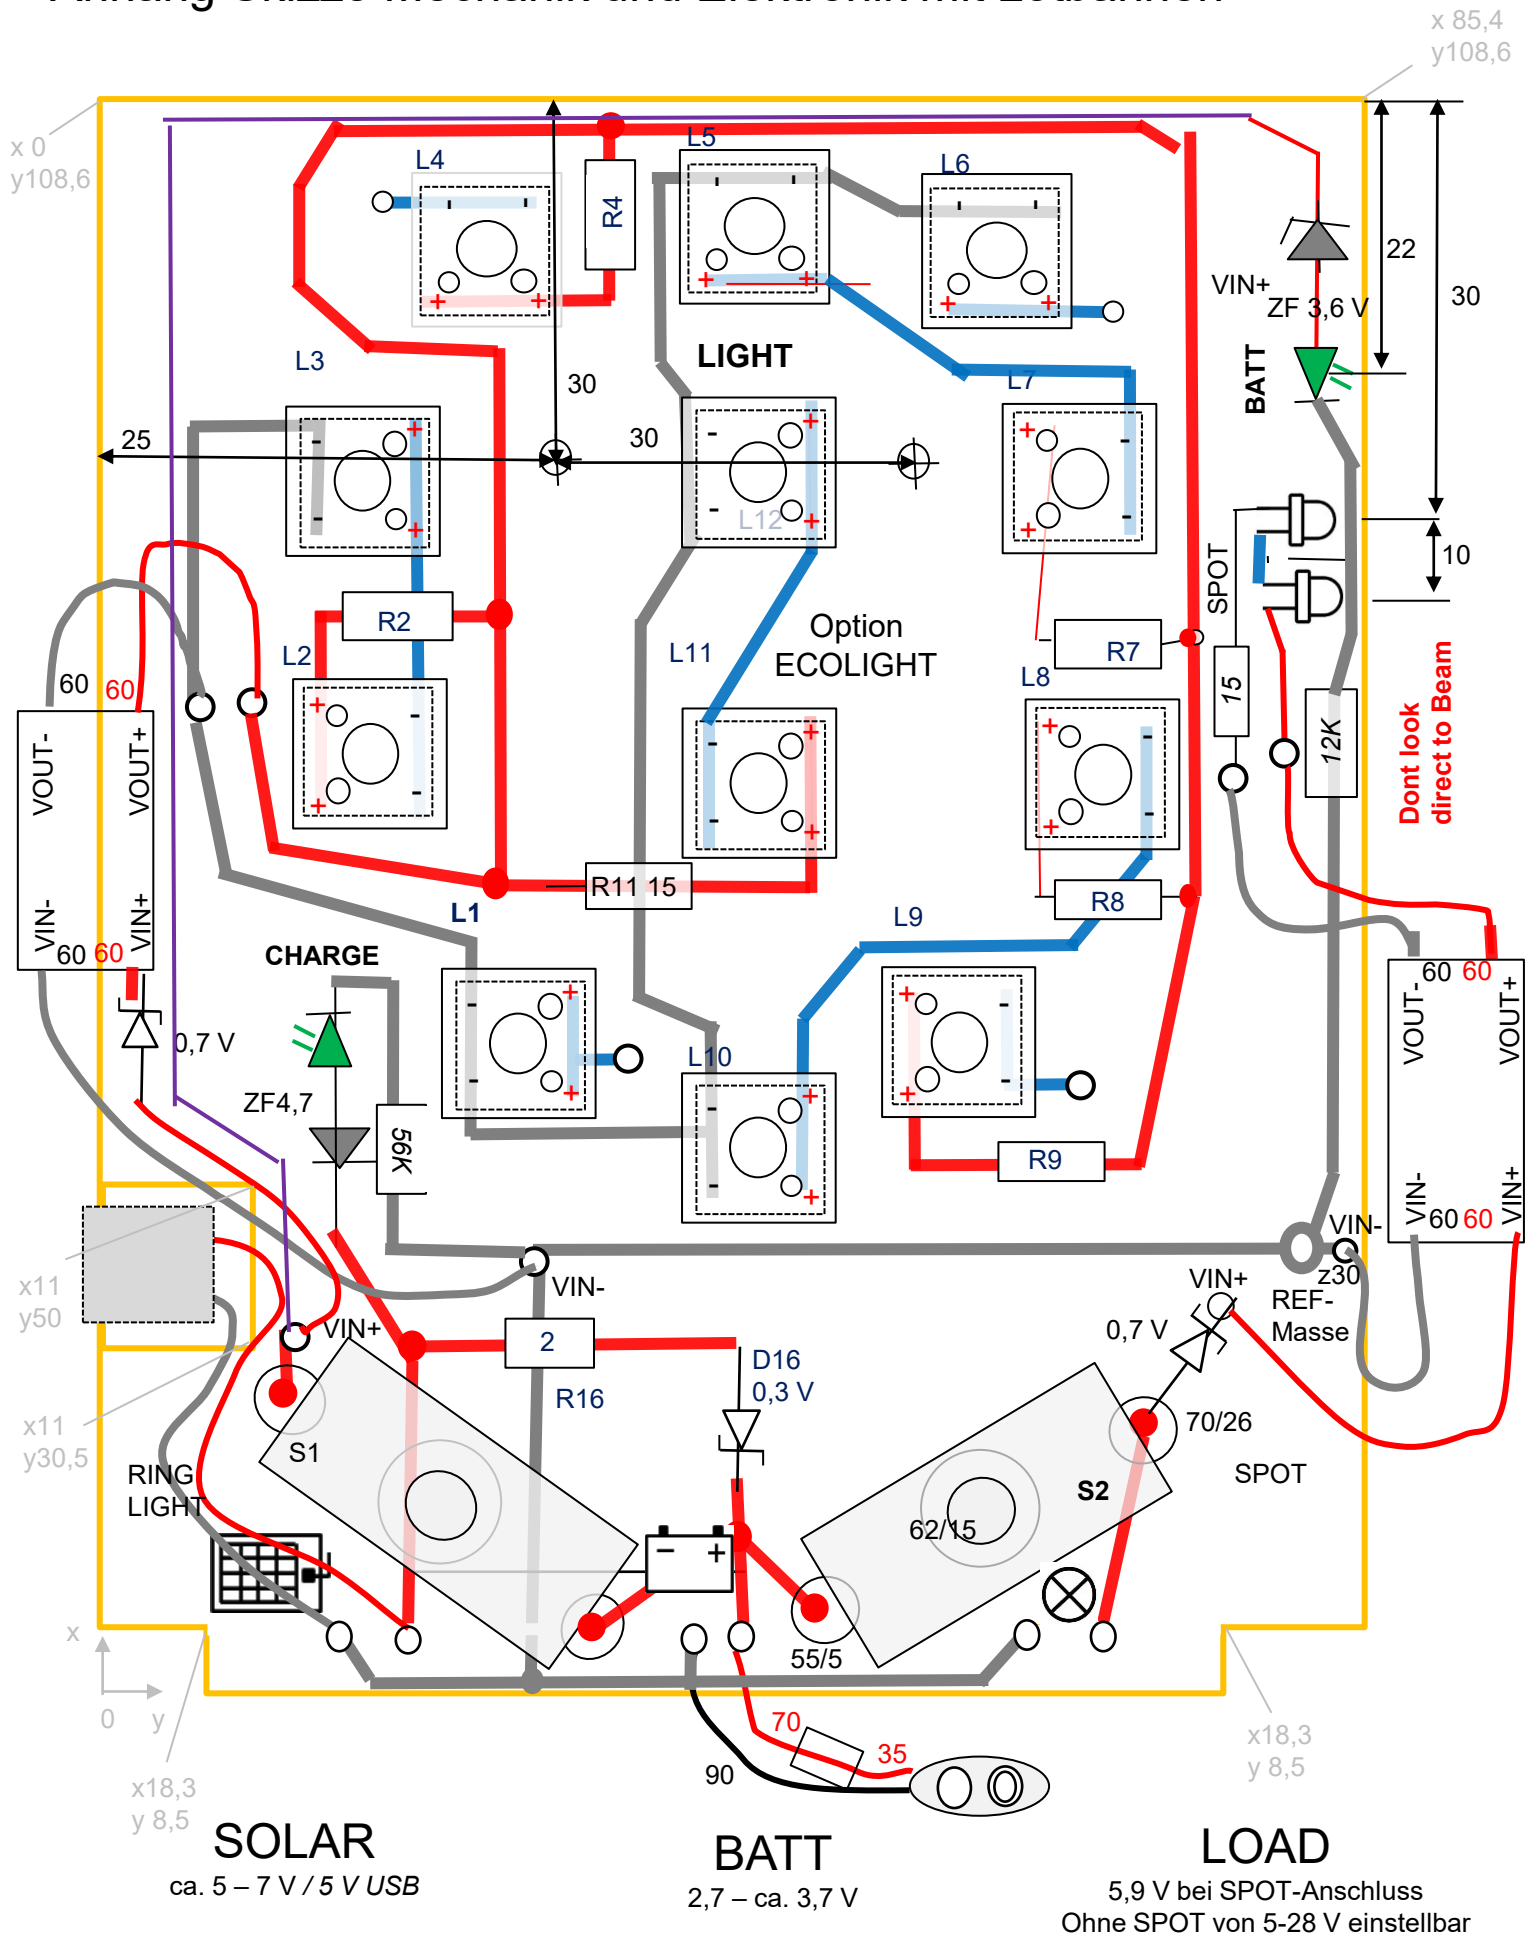 Anhang Skizze Mechanik und Elektronik mit Lötbahnen
x 85,4
y108,6
x 0
y108,6
L4
R4
L5
L6
22
30
VIN+
ZF 3,6 V
LIGHT
BATT
L3
30
L7
25
30
L12
10
SPOT
R2
Option
ECOLIGHT
L2
L11
R7
L8
60
60
15
12K
Dont look
direct to Beam
VOUT-
VOUT+
VIN-
VIN+
60
60
R11 15
R8
L1
L9
CHARGE
60
60
VOUT-
VOUT+
0,7 V
L10
ZF4,7
56K
R9
VIN-
VIN+
60
60
VIN-
x11
y50
VIN-
z30
VIN+
REF-
Masse
VIN+
2
0,7 V
D16
0,3 V
R16
x11
y30,5
S1
70/26
RING
LIGHT
S2
SPOT
62/15
- +
x
55/5
0
y
70
35
90
x18,3
y 8,5
x18,3
y 8,5
SOLAR
ca. 5 – 7 V / 5 V USB
BATT
2,7 – ca. 3,7 V
LOAD
5,9 V bei SPOT-Anschluss
Ohne SPOT von 5-28 V einstellbar